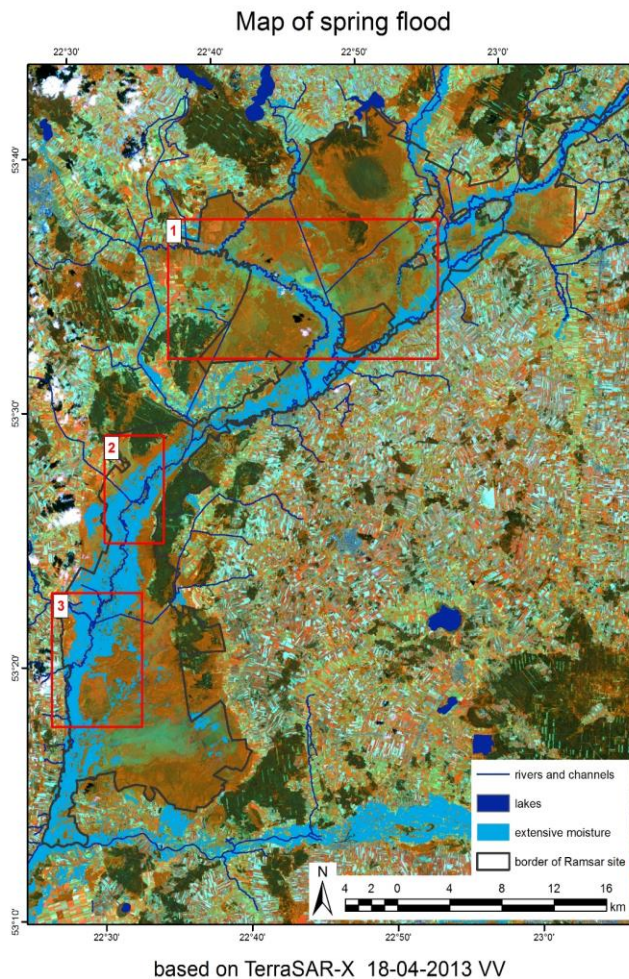 Map of spring flood
22°30' 22°40' 22°50' 23°0'
53°40'
1
53°30'
2
3
53°20'
rivers and channels
lakes
extensive moisture
border of Ramsar site
N
4 2 0 4 8 12 16
km
53°10'
22°30' 22°40' 22°50' 23°0'
based on TerraSAR-X 18-04-2013 VV